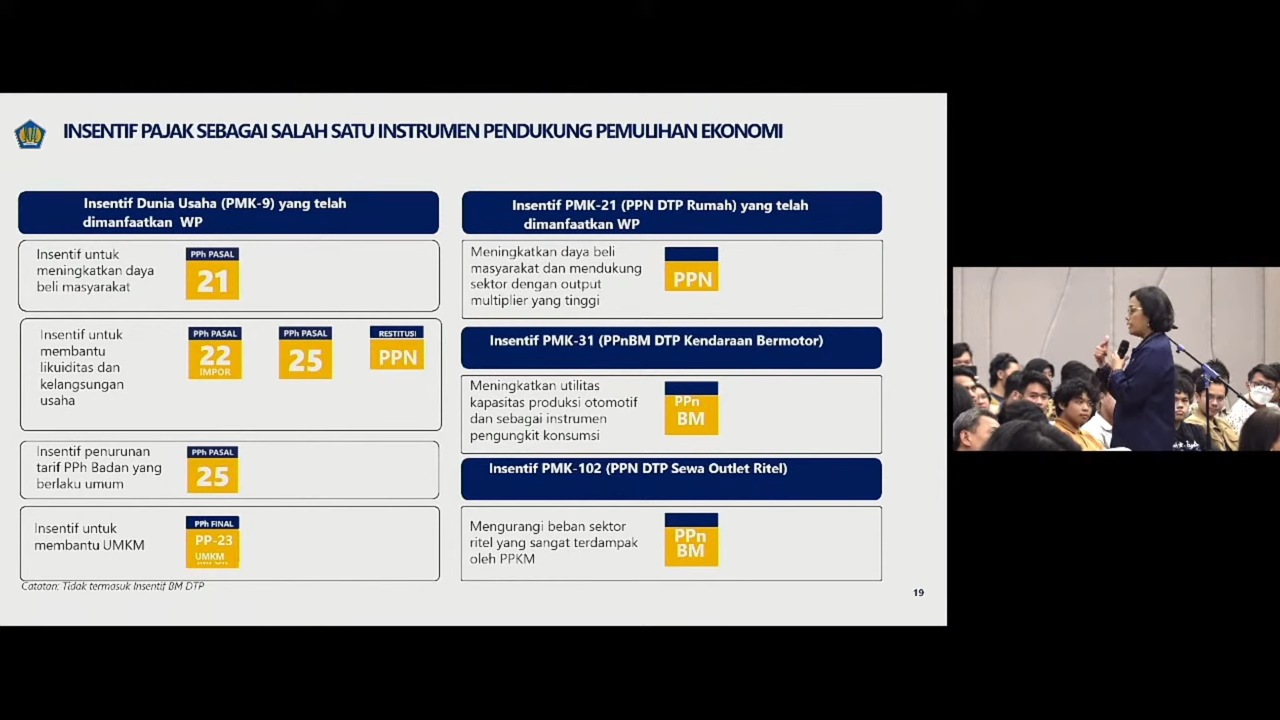 INSENTIF PAJAK SEBAGAI SALAH SATU INSTRUMEN PENDUKUNG PEMULIHAN EKONOMI
Insentif Dunia Usaha (PMK-9) yang telah
dimanfaatkan WP
Insentif untuk
meningkatkan daya
beli masyarakat
PPh PASAL
21
Insentif untuk
membantu
likuiditas dan
kelangsungan
usaha
PPh PASAL
22
IMPOR
PPh PASAL
25
RESTITUSI
PPN
Insentif penurunan
tarif PPh Badan yang
berlaku umum
PPh PASAL
25
Insentif untuk
membantu UMKM
PPh FINAL
PP-23
UMKM
Catatan: Tidak termasuk Insentif BM DTP
Insentif PMK-21 (PPN DTP Rumah) yang telah
dimanfaatkan WP
Meningkatkan daya beli
masyarakat dan mendukung
sektor dengan output
multiplier yang tinggi
PPN
Insentif PMK-31 (PPnBM DTP Kendaraan Bermotor)
Meningkatkan utilitas
kapasitas produksi otomotif
dan sebagai instrumen
pengungkit konsumsi
PPn
BM
Insentif PMK-102 (PPN DTP Sewa Outlet Ritel)
Mengurangi beban sektor
ritel yang sangat terdampak
oleh PPKM
PPn
BM
19